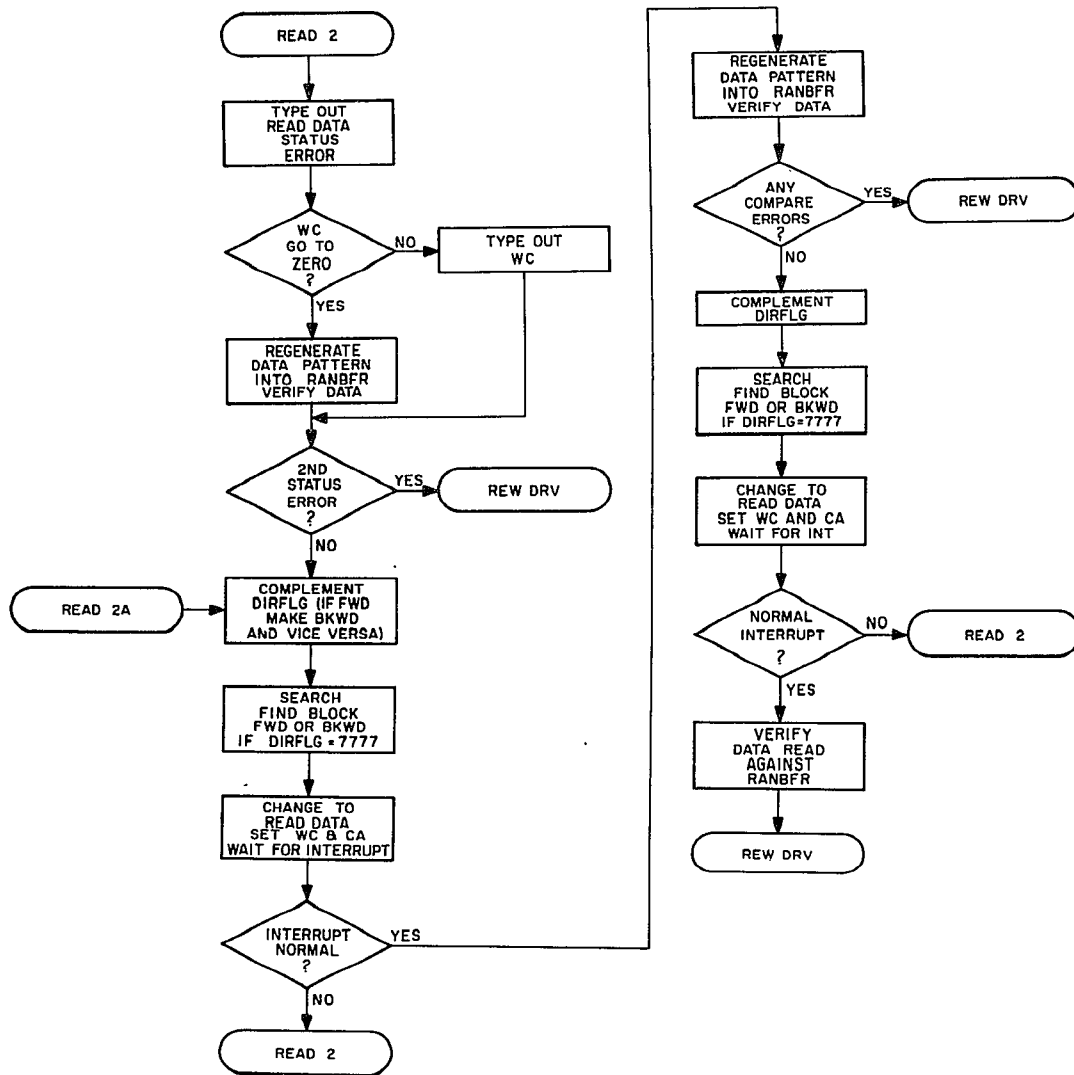 READ 2
TYPE OUT
READ DATA
STATUS
ERROR
WC
GO TO
ZERO
?
NO
TYPE OUT
WC
YES
REGENERATE
DATA PATTERN
INTO RANBFR
VERIFY DATA
2ND
STATUS
ERROR
?
YES
REW DRV
NO
READ 2A
COMPLEMENT
DIRFLG (IF FWD
MAKE BKWD
AND VICE VERSA)
SEARCH
FIND BLOCK
FWD OR BKWD
IF DIRFLG = 7777
CHANGE TO
READ DATA
SET WC & CA
WAIT FOR INTERRUPT
INTERRUPT
NORMAL
?
YES
NO
READ 2
REGENERATE
DATA PATTERN
INTO RANBFR
VERIFY DATA
ANY
COMPARE
ERRORS
?
YES
REW DRV
NO
COMPLEMENT
DIRFLG
SEARCH
FIND BLOCK
FWD OR BKWD
IF DIRFLG=7777
CHANGE TO
READ DATA
SET WC AND CA
WAIT FOR INT
NORMAL
INTERRUPT
?
NO
READ 2
YES
VERIFY
DATA READ
AGAINST
RANBFR
REW DRV